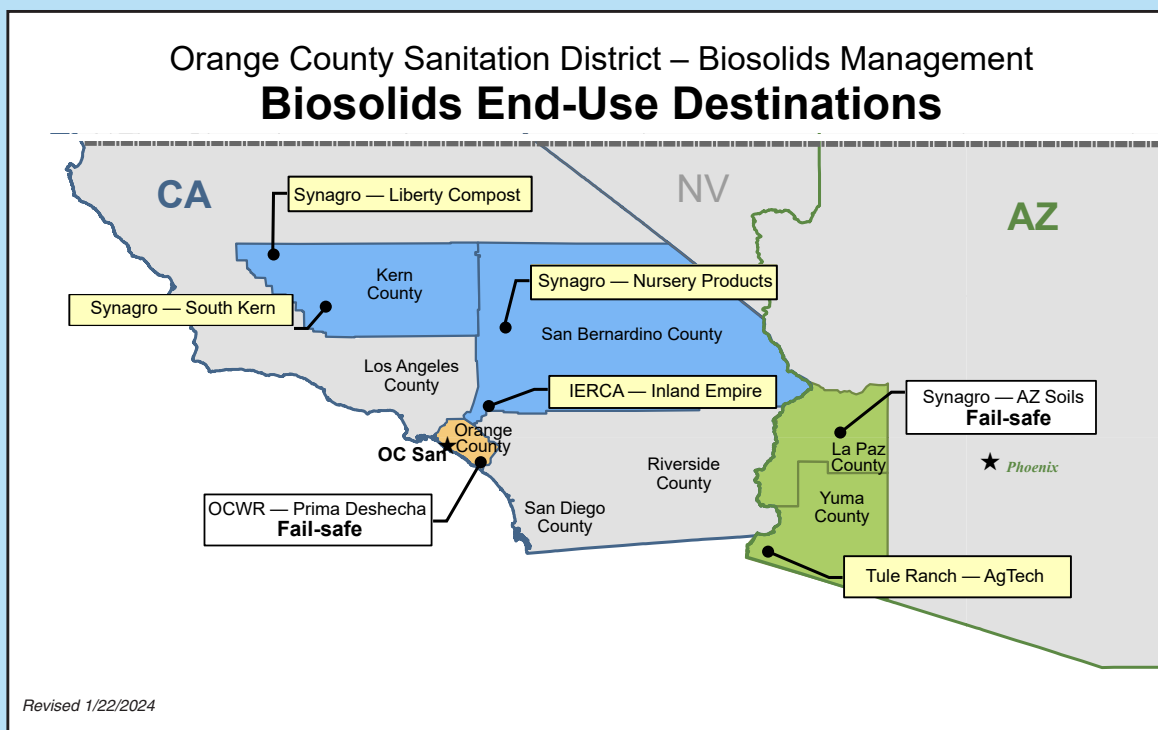 Orange County Sanitation District – Biosolids Management
Biosolids End-Use Destinations
CA
NV
AZ
Synagro — Liberty Compost
Kern
County
Synagro — Nursery Products
Synagro — South Kern
San Bernardino County
Los Angeles
County
IERCA — Inland Empire
Synagro — AZ Soils
Fail-safe
Orange
County
OC San
La Paz
County
Phoenix
Riverside
County
OCWR — Prima Deshecha
Fail-safe
San Diego
County
Yuma
County
Tule Ranch — AgTech
Revised 1/22/2024